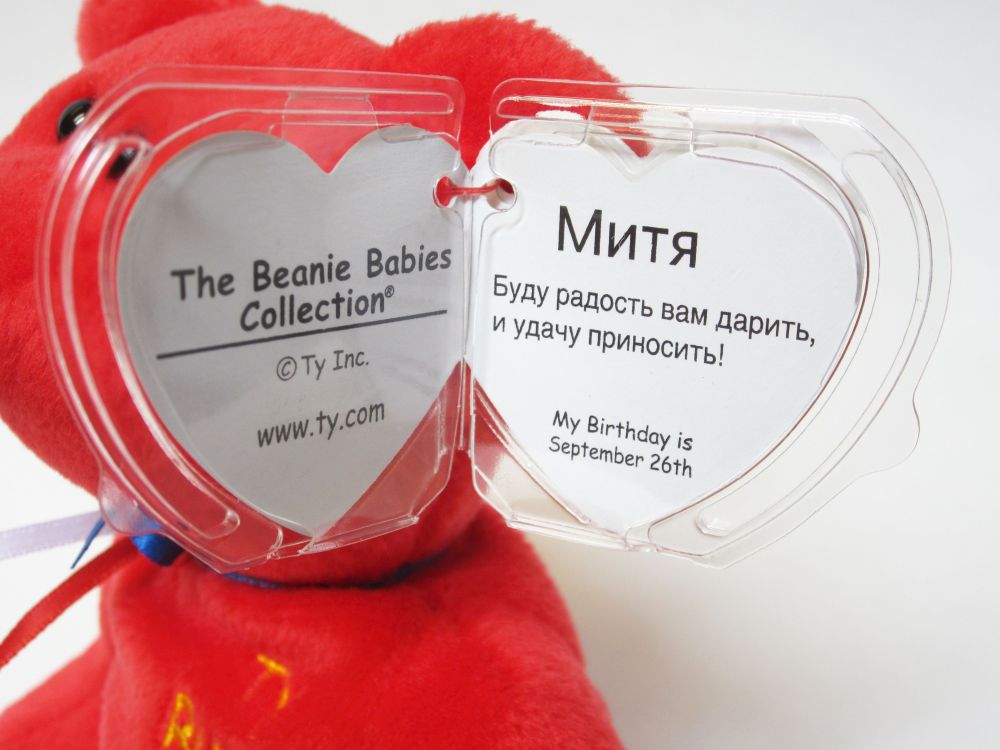 The Beanie Babies
Collection®
© Ty Inc.
www.ty.com
Митя
Буду радость вам дарить,
и удачу приносить!
My Birthday is
September 26th